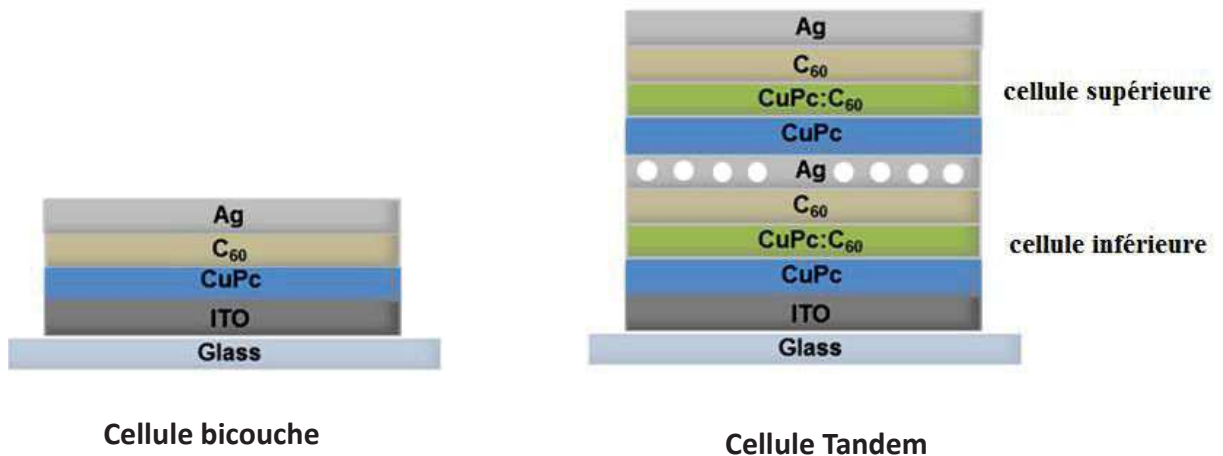 Ag
C₆₀
CuPc
ITO
Glass
Cellule bicouche
Ag
C₆₀
CuPc:C₆₀
CuPc
Ag
C₆₀
CuPc:C₆₀
CuPc
ITO
Glass
cellule supérieure
cellule inférieure
Cellule Tandem